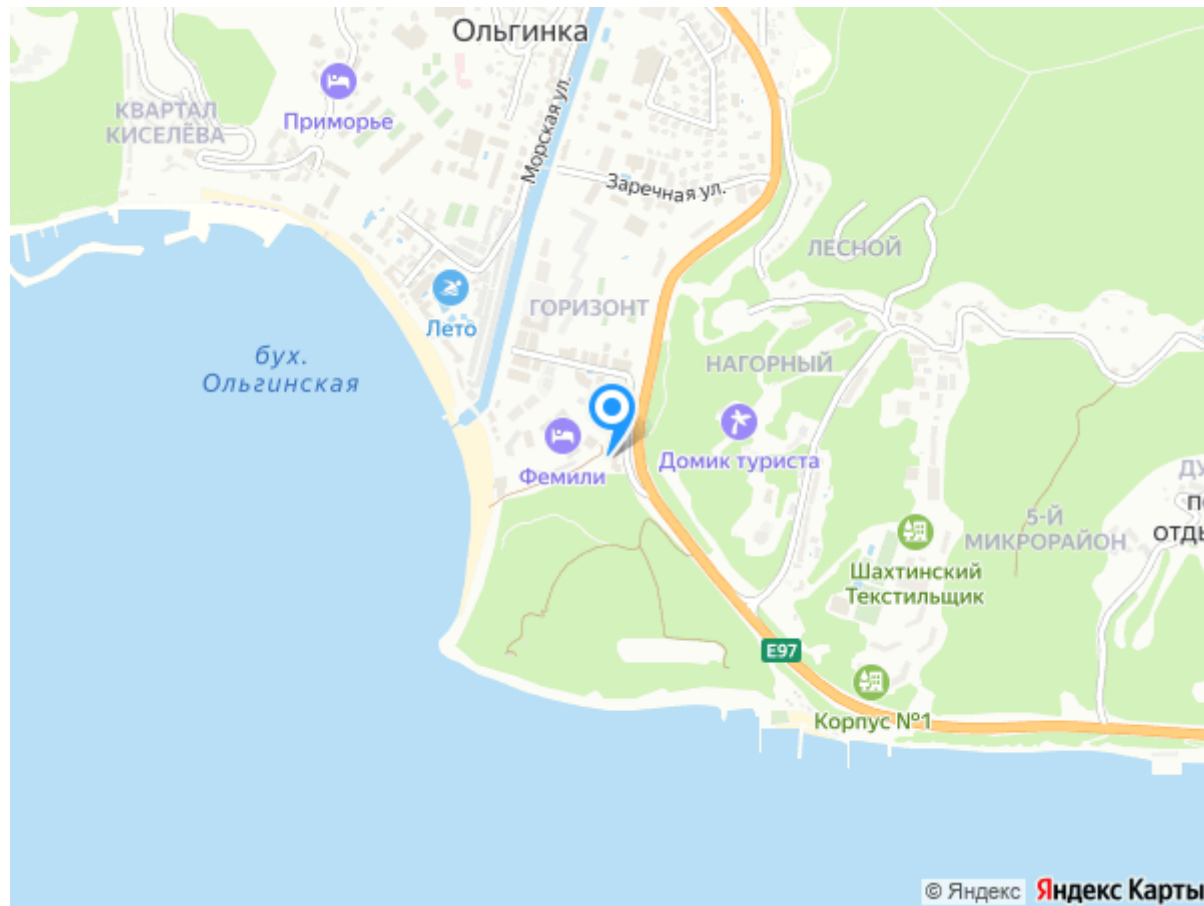 Ольгинка
КВАРТАЛ
КИСЕЛЁВА
Приморье
Морская ул.
Заречная ул.
ЛЕСНОЙ
Лето
ГОРИЗОНТ
бух.
Ольгинская
НАГОРНЫЙ
Фемили
Домик туриста
5-Й
МИКРОРАЙОН
Шахтинский
Текстильщик
E97
Корпус №1
© Яндекс Яндекс Карты